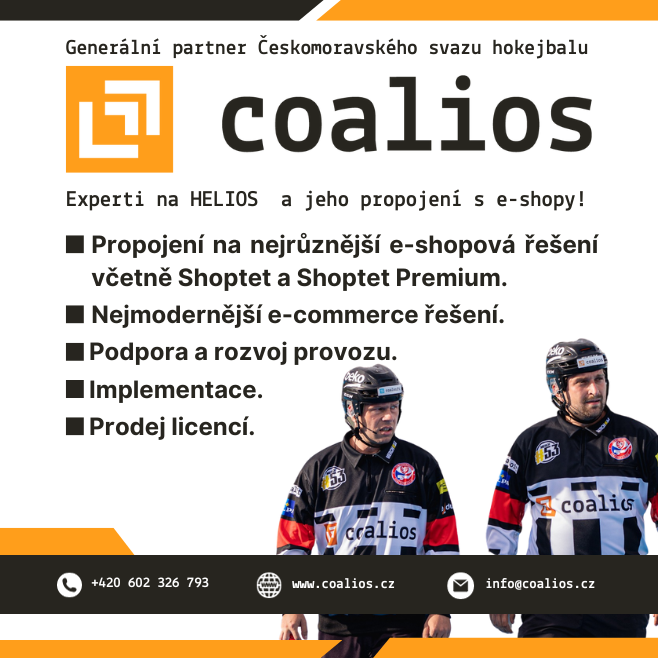 Generální partner Českomoravského svazu hokejbalu
coalios
Experti na HELIOS a jeho propojení s e-shopy!
Propojení na nejrůznější e-shopová řešení
včetně Shoptet a Shoptet Premium.
Nejmodernější e-commerce řešení.
Podpora a rozvoj provozu.
Implementace.
Prodej licencí.
53
53
coalios
coalios
+420 602 326 793
www.coalios.cz
info@coalios.cz